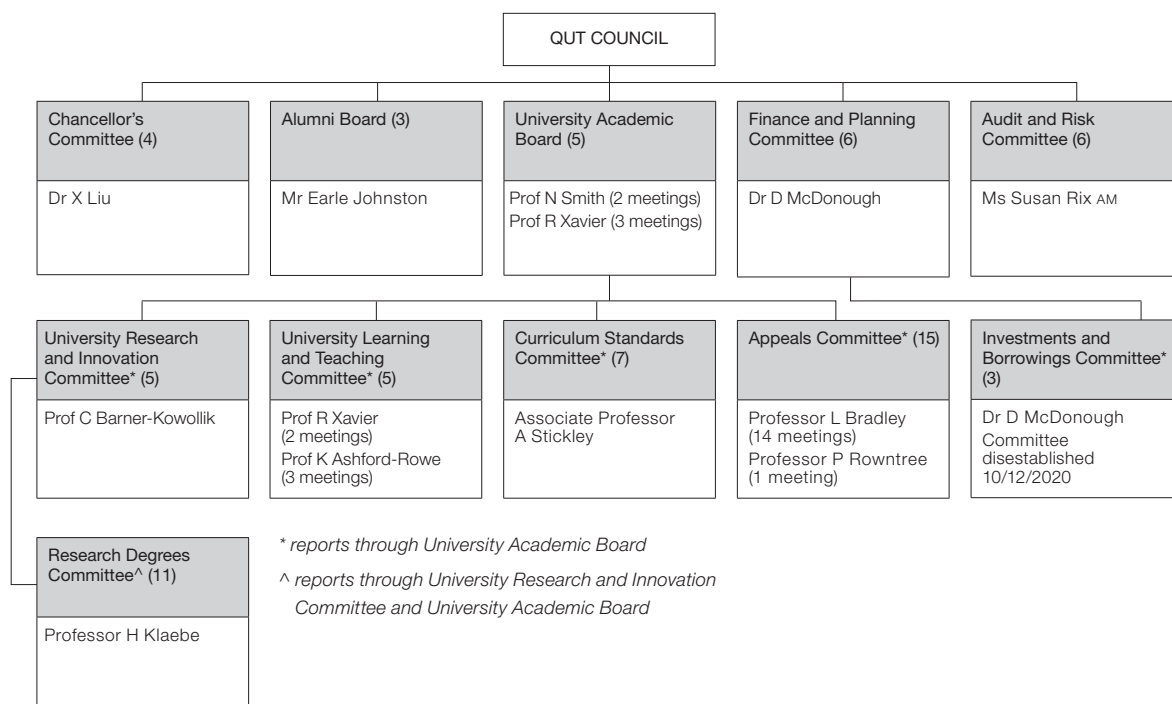 QUT COUNCIL
Chancellor's
Committee (4)
Dr X Liu
Alumni Board (3)
Mr Earle Johnston
University Academic
Board (5)
Prof N Smith (2 meetings)
Prof R Xavier (3 meetings)
Finance and Planning
Committee (6)
Dr D McDonough
Audit and Risk
Committee (6)
Ms Susan Rix AM
University Research
and Innovation
Committee* (5)
Prof C Barner-Kowollik
University Learning
and Teaching
Committee* (5)
Prof R Xavier
(2 meetings)
Prof K Ashford-Rowe
(3 meetings)
Curriculum Standards
Committee* (7)
Associate Professor
A Stickley
Appeals Committee* (15)
Professor L Bradley
(14 meetings)
Professor P Rowntree
(1 meeting)
Investments and
Borrowings Committee*
(3)
Dr D McDonough
Committee
disestablished
10/12/2020
Research Degrees
Committee^ (11)
Professor H Klaebe
* reports through University Academic Board
^ reports through University Research and Innovation
Committee and University Academic Board